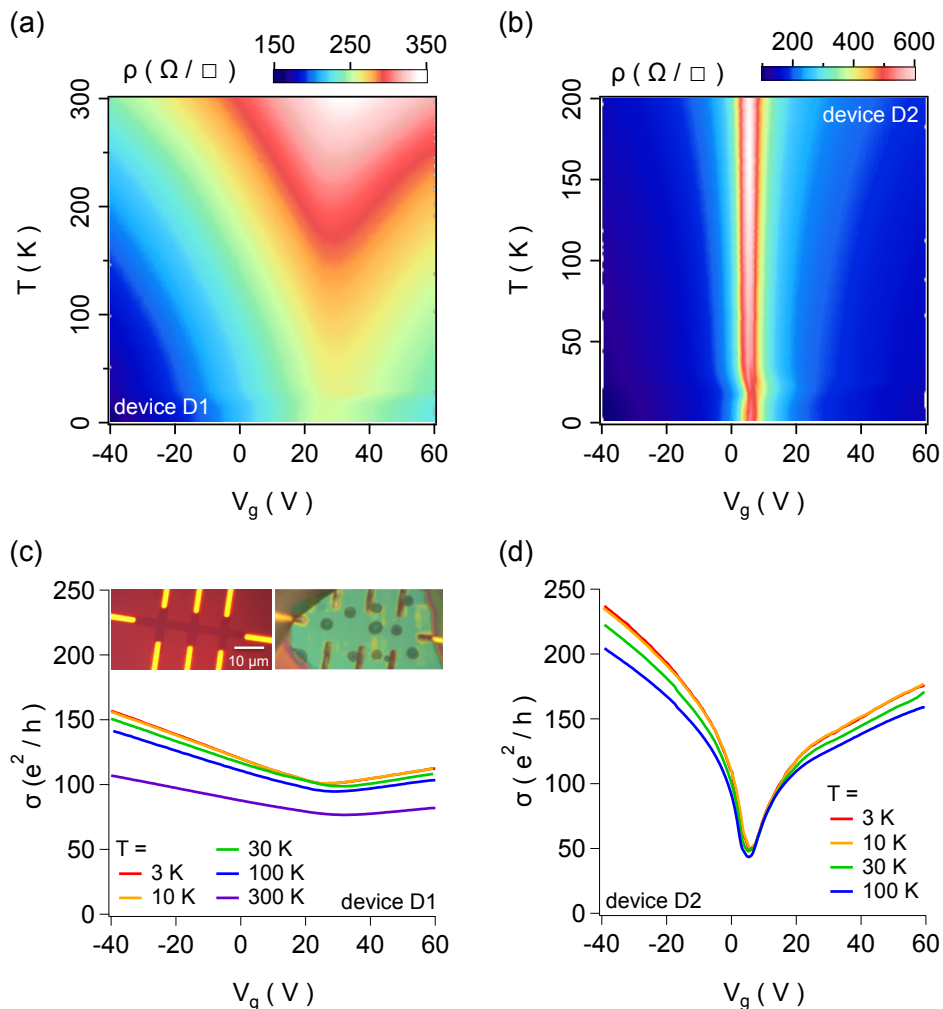 (a)
150 250 350
ρ ( Ω / □ )
300
200
100
0
T ( K )
device D1
-40 -20 0 20 40 60
V_g ( V )
(b)
200 400 600
ρ ( Ω / □ )
device D2
200
150
100
50
0
T ( K )
-40 -20 0 20 40 60
V_g ( V )
(c)
250
200
150
100
50
0
σ ( e² / h )
10 µm
T =
3 K
10 K
30 K
100 K
300 K
device D1
-40 -20 0 20 40 60
V_g ( V )
(d)
250
200
150
100
50
0
σ ( e² / h )
T =
3 K
10 K
30 K
100 K
device D2
-40 -20 0 20 40 60
V_g ( V )